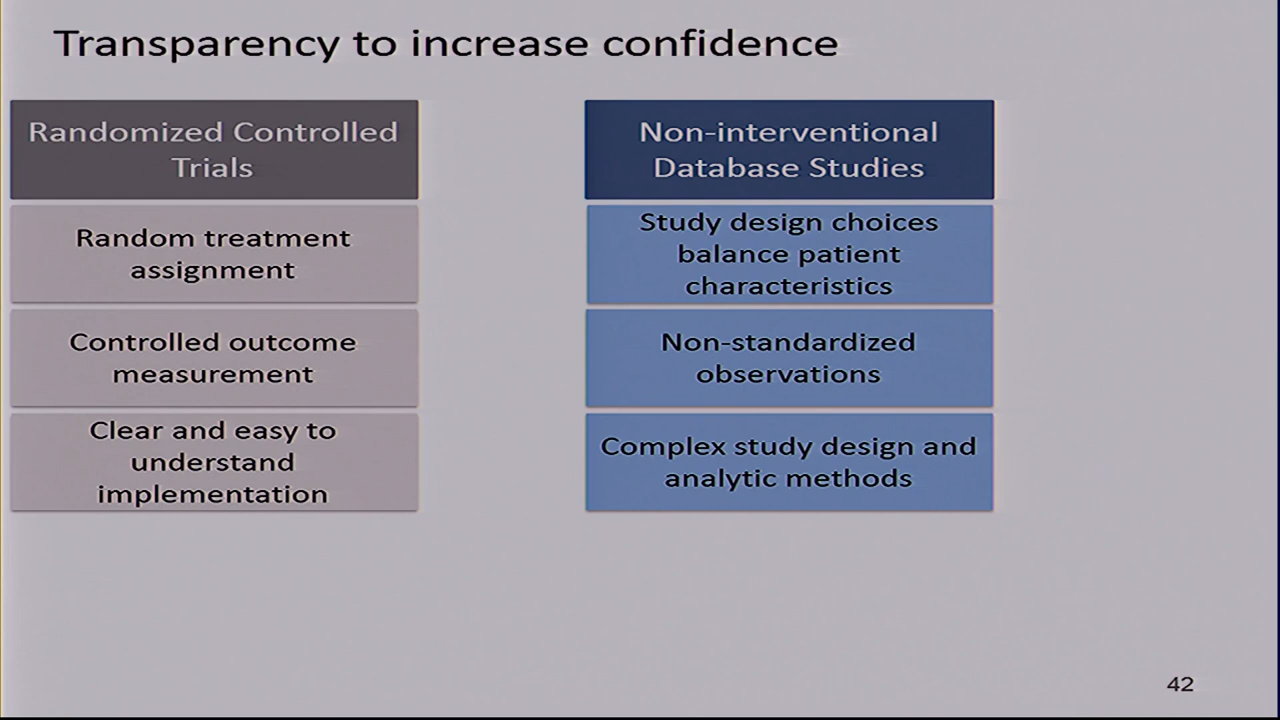 Transparency to increase confidence
Randomized Controlled
Trials
Random treatment
assignment
Controlled outcome
measurement
Clear and easy to
understand
implementation
Non-interventional
Database Studies
Study design choices
balance patient
characteristics
Non-standardized
observations
Complex study design and
analytic methods
42